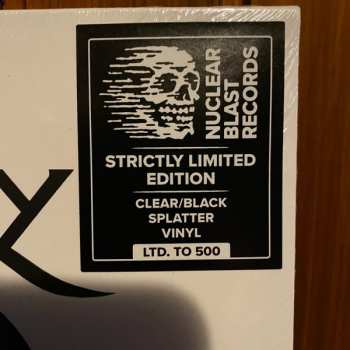 NUCLEAR
BLAST
RECORDS
STRICTLY LIMITED
EDITION
CLEAR/BLACK
SPLATTER
VINYL
LTD. TO 500